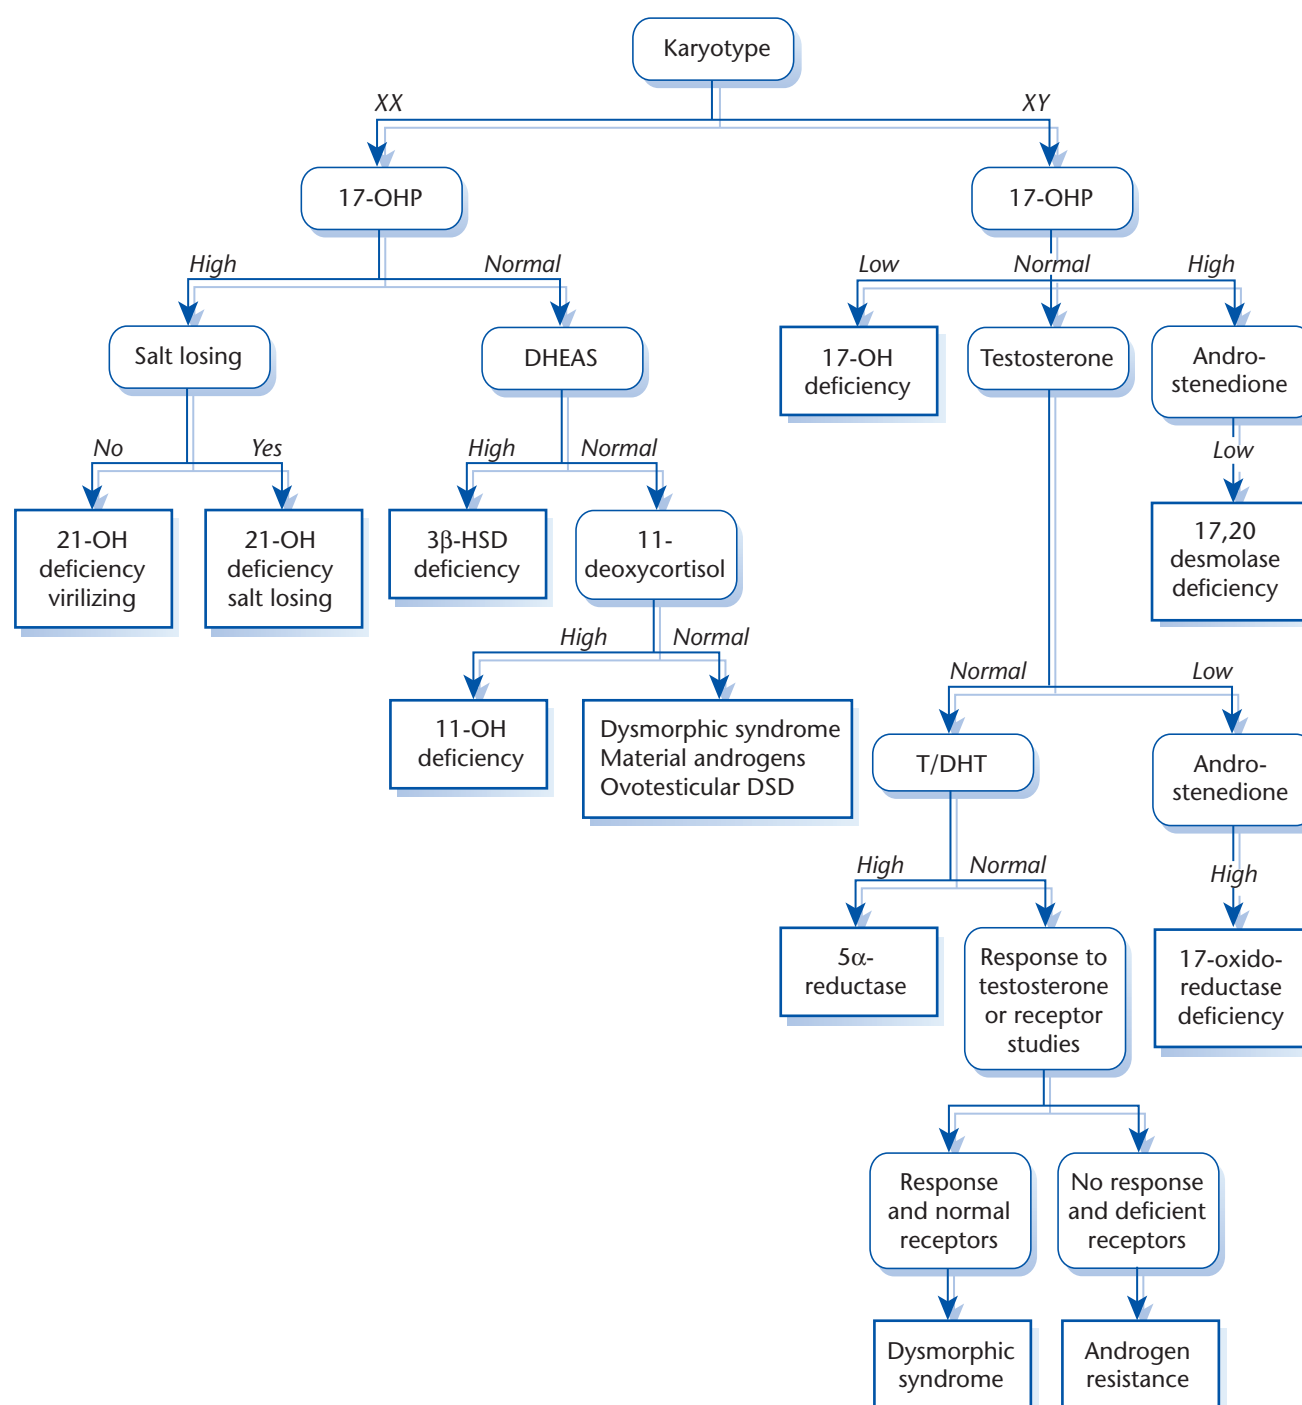 Karyotype
XX
XY
17-OHP
17-OHP
High
Normal
Low
Normal
High
Salt losing
DHEAS
17-OH
deficiency
Testosterone
Andro-
stenedione
No
Yes
High
Normal
Low
21-OH
deficiency
virilizing
21-OH
deficiency
salt losing
3β-HSD
deficiency
11-
deoxycortisol
17,20
desmolase
deficiency
High
Normal
Normal
Low
11-OH
deficiency
Dysmorphic syndrome
Material androgens
Ovotesticular DSD
T/DHT
Andro-
stenedione
High
Normal
High
5α-
reductase
Response to
testosterone
or receptor
studies
17-oxido-
reductase
deficiency
Response
and normal
receptors
No response
and deficient
receptors
Dysmorphic
syndrome
Androgen
resistance